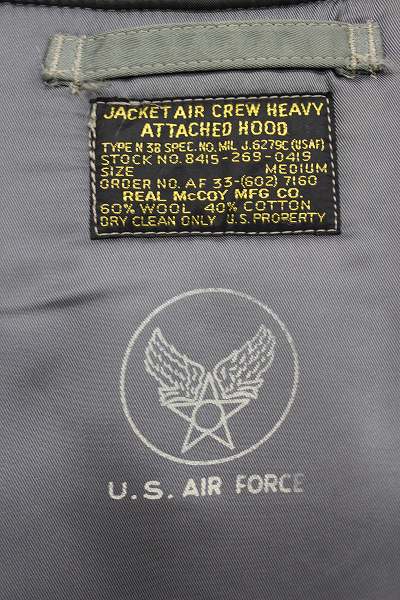 JACKET AIR CREW HEAVY
ATTACHED HOOD
TYPE N 3B SPEC. NO. MIL J.6279C (USAF)
STOCK NO. 8415-269-0419
SIZE MEDIUM
ORDER NO. AF 33-(602) 7160
REAL McCOY MFG CO.
60% WOOL 40% COTTON
DRY CLEAN ONLY U.S. PROPERTY
U.S. AIR FORCE